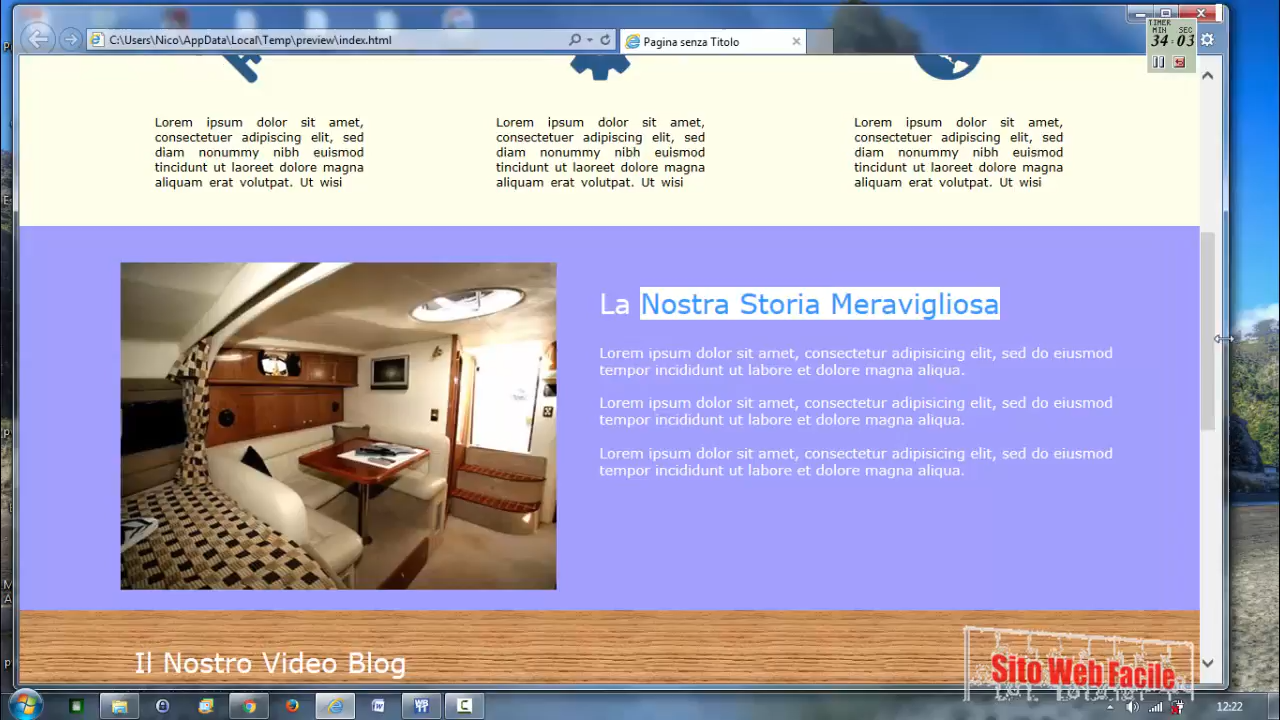 TIMER
MIN SEC
34:03
C:\Users\Nico\AppData\Local\Temp\preview\index.html
Pagina senza Titolo
Lorem ipsum dolor sit amet,
consectetuer adipiscing elit, sed
diam nonummy nibh euismod
tincidunt ut laoreet dolore magna
aliquam erat volutpat. Ut wisi
Lorem ipsum dolor sit amet,
consectetuer adipiscing elit, sed
diam nonummy nibh euismod
tincidunt ut laoreet dolore magna
aliquam erat volutpat. Ut wisi
Lorem ipsum dolor sit amet,
consectetuer adipiscing elit, sed
diam nonummy nibh euismod
tincidunt ut laoreet dolore magna
aliquam erat volutpat. Ut wisi
La Nostra Storia Meravigliosa
Lorem ipsum dolor sit amet, consectetur adipisicing elit, sed do eiusmod
tempor incididunt ut labore et dolore magna aliqua.
Lorem ipsum dolor sit amet, consectetur adipisicing elit, sed do eiusmod
tempor incididunt ut labore et dolore magna aliqua.
Lorem ipsum dolor sit amet, consectetur adipisicing elit, sed do eiusmod
tempor incididunt ut labore et dolore magna aliqua.
Il Nostro Video Blog
Sito Web Facile
12:22